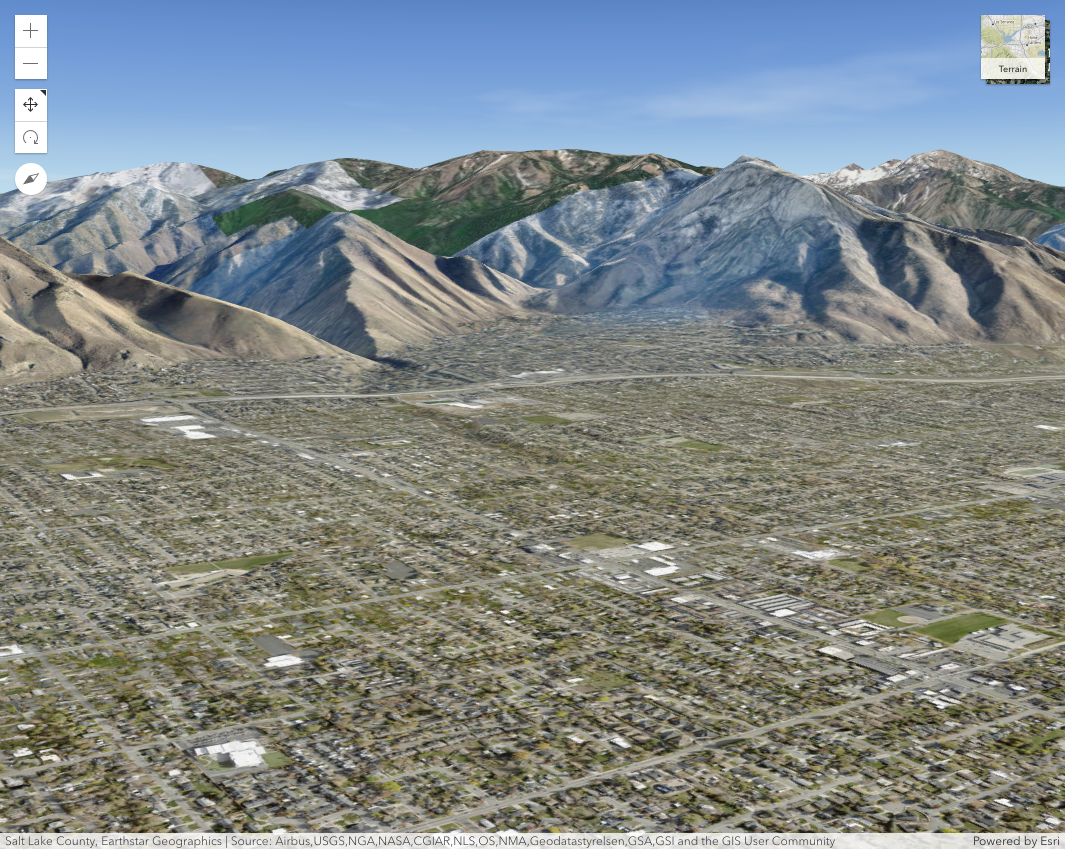 Terrain
Salt Lake County, Earthstar Geographics | Source: Airbus,USGS,NGA,NASA,CGIAR,NLS,OS,NMA,Geodatastyrelsen,GSA,GSI and the GIS User Community
Powered by Esri